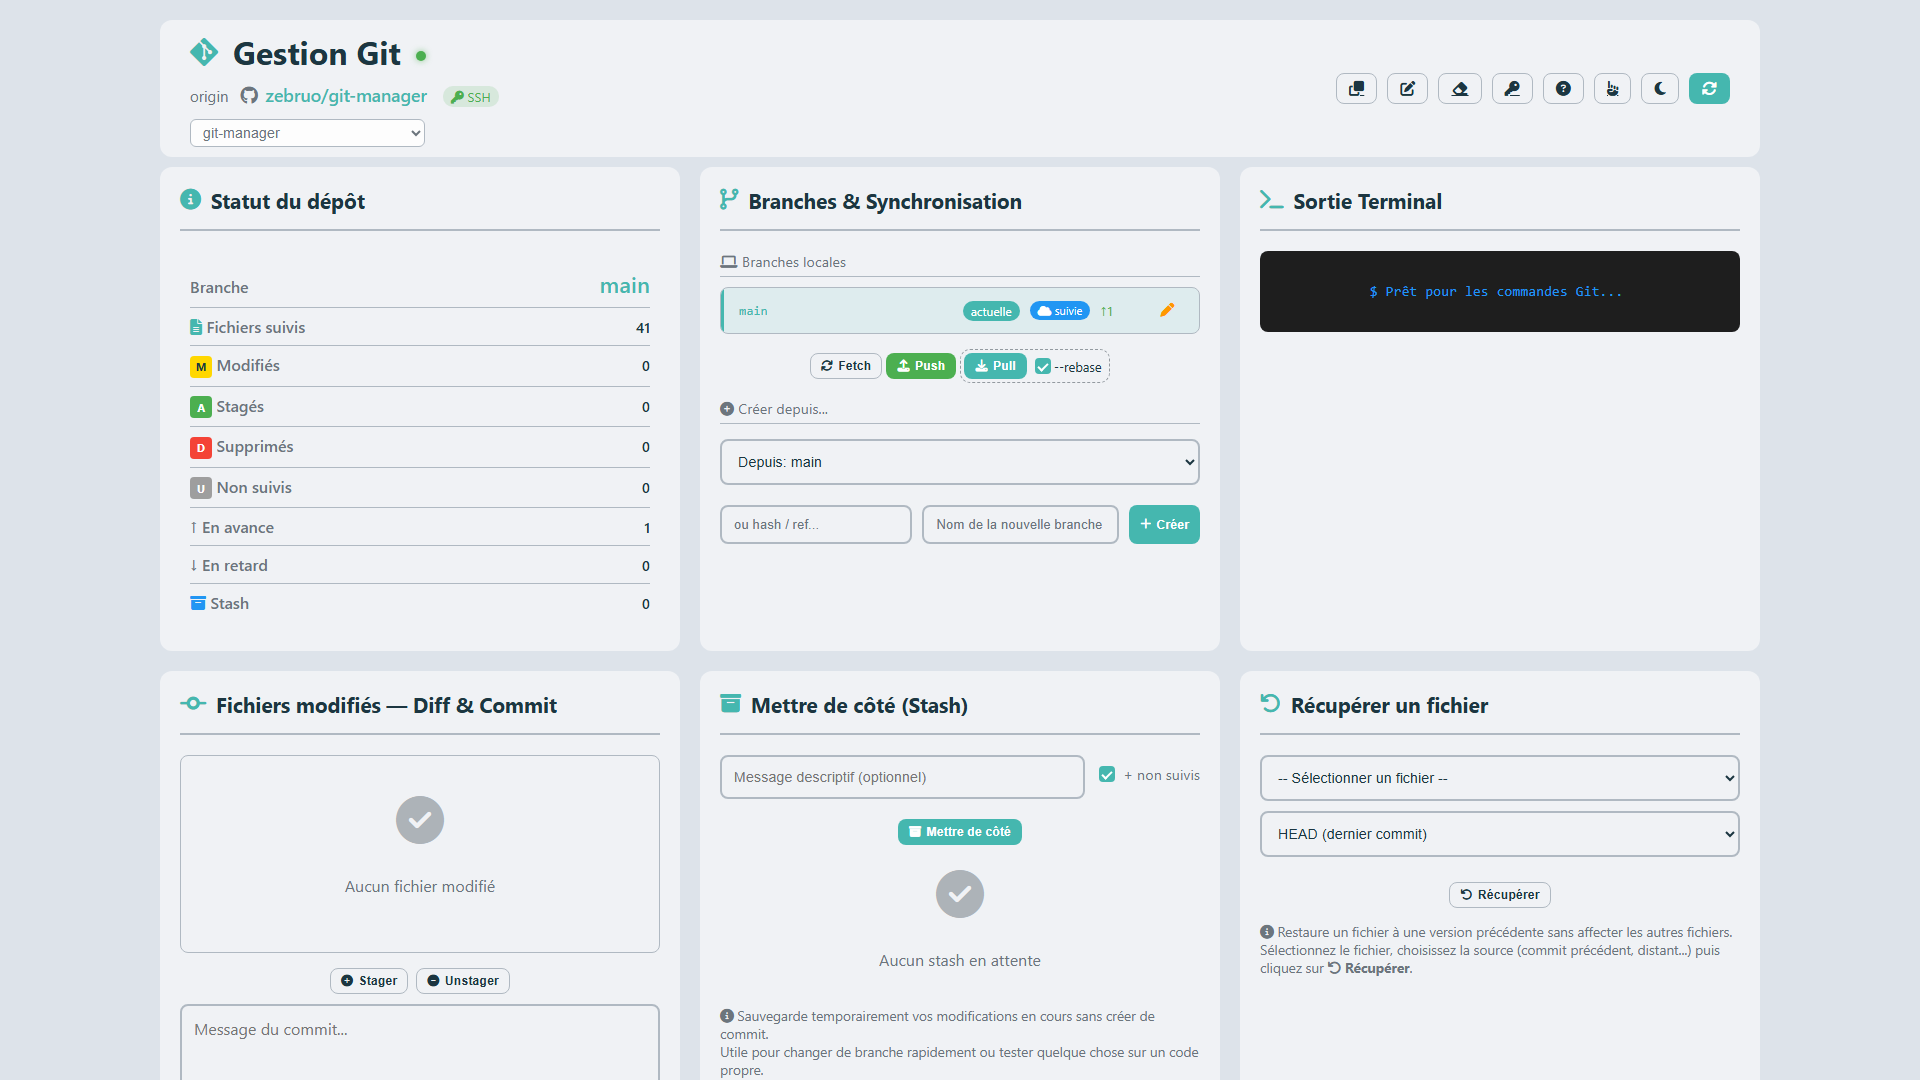 Gestion Git
origin zebruo/git-manager SSH
git-manager
Statut du dépôt
Branche main
Fichiers suivis 41
M Modifiés 0
A Stagés 0
D Supprimés 0
U Non suivis 0
↑ En avance 1
↓ En retard 0
Stash 0
Branches & Synchronisation
Branches locales
main actuelle suivie ↑1
Fetch Push Pull --rebase
Créer depuis...
Depuis: main
ou hash / ref... Nom de la nouvelle branche + Créer
Sortie Terminal
$ Prêt pour les commandes Git...
Fichiers modifiés — Diff & Commit
Aucun fichier modifié
Stager Unstager
Message du commit...
Mettre de côté (Stash)
Message descriptif (optionnel) + non suivis
Mettre de côté
Aucun stash en attente
Sauvegarde temporairement vos modifications en cours sans créer de
commit.
Utile pour changer de branche rapidement ou tester quelque chose sur un code
propre.
Récupérer un fichier
-- Sélectionner un fichier --
HEAD (dernier commit)
Récupérer
Restaure un fichier à une version précédente sans affecter les autres fichiers.
Sélectionnez le fichier, choisissez la source (commit précédent, distant...) puis
cliquez sur Récupérer.